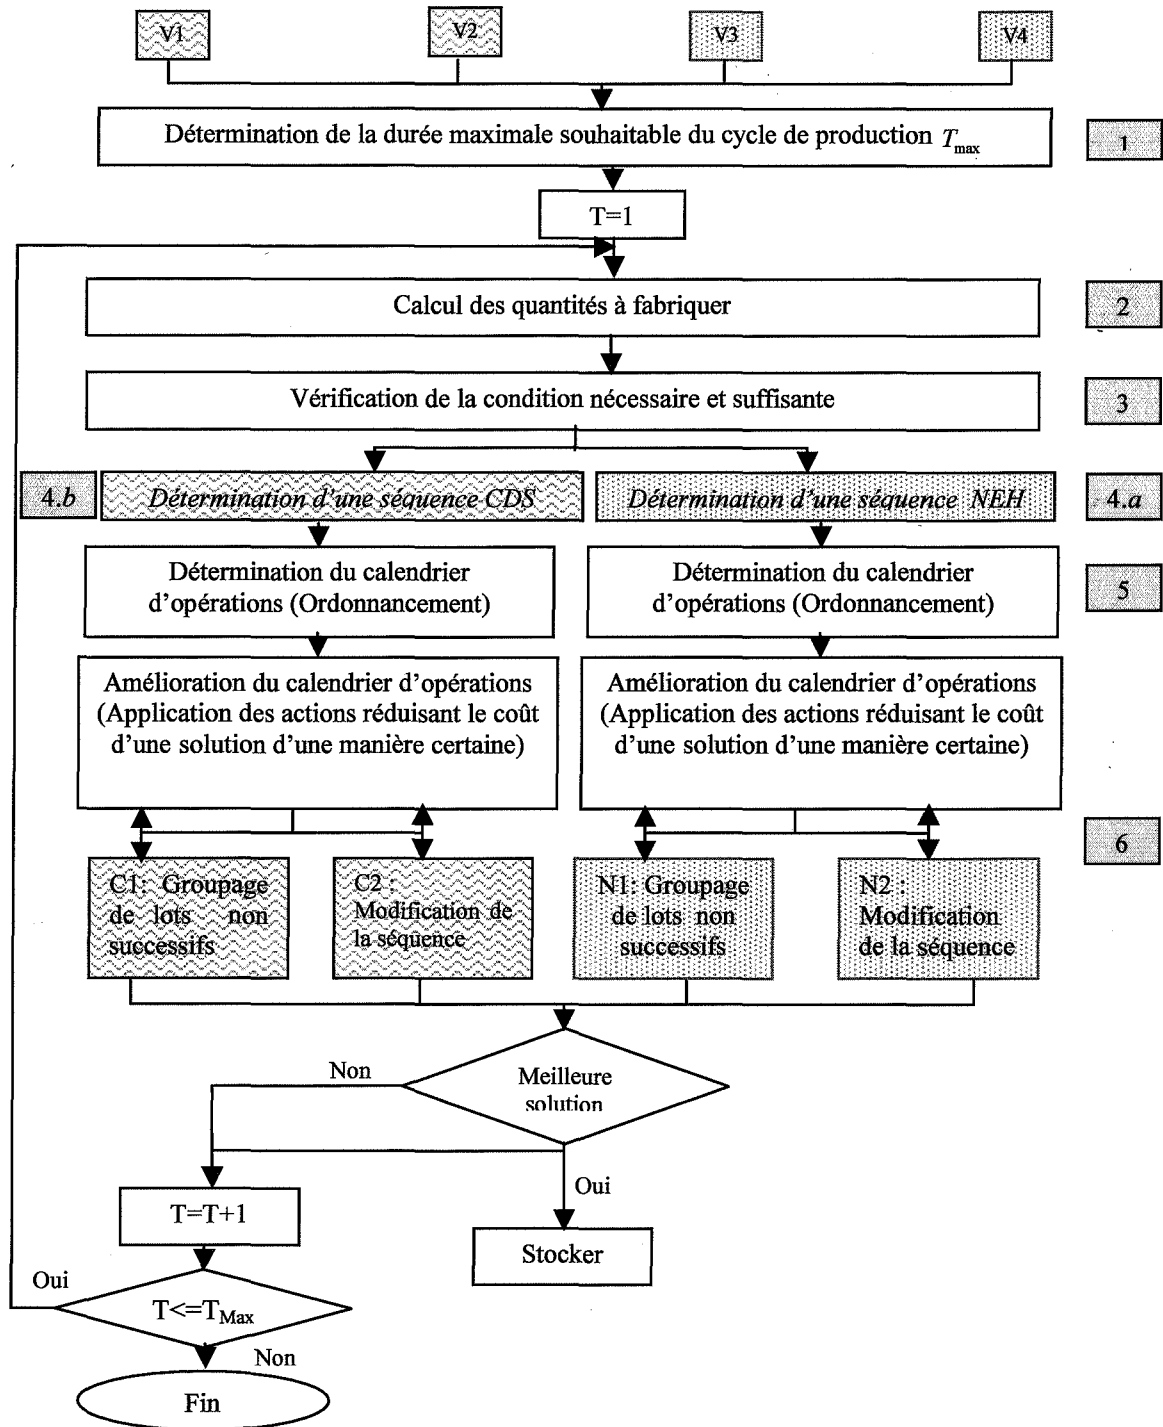 V1
V2
V3
V4
Détermination de la durée maximale souhaitable du cycle de production T_max
1
T=1
Calcul des quantités à fabriquer
2
Vérification de la condition nécessaire et suffisante
3
4.b
Détermination d'une séquence CDS
Détermination d'une séquence NEH
4.a
Détermination du calendrier
d'opérations (Ordonnancement)
Détermination du calendrier
d'opérations (Ordonnancement)
5
Amélioration du calendrier d'opérations
(Application des actions réduisant le coût
d'une solution d'une manière certaine)
Amélioration du calendrier d'opérations
(Application des actions réduisant le coût
d'une solution d'une manière certaine)
6
C1: Groupage
de lots non
successifs
C2 :
Modification de
la séquence
N1: Groupage
de lots non
successifs
N2 :
Modification
de la séquence
Non
Meilleure
solution
Oui
T=T+1
Stocker
Oui
T<=T_Max
Non
Fin